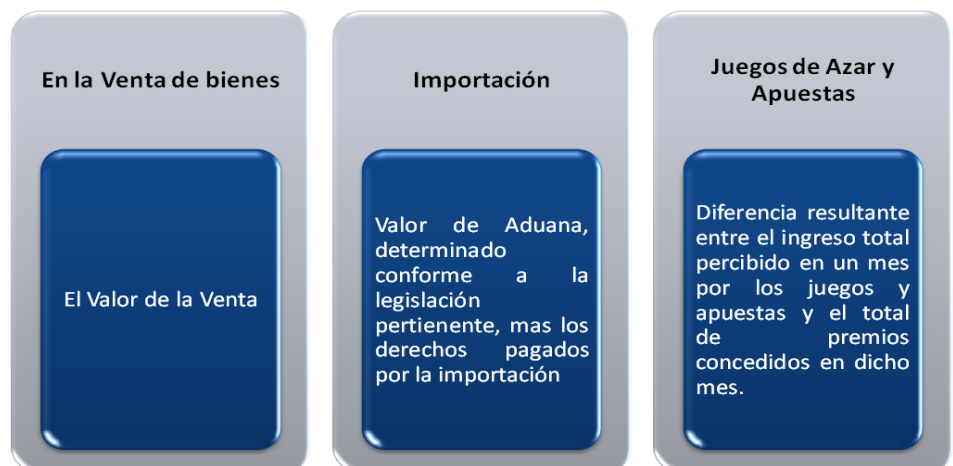 En la Venta de bienes
El Valor de la Venta
Importación
Valor de Aduana,
determinado
conforme a la
legislación
pertienente, mas los
derechos pagados
por la importación
Juegos de Azar y
Apuestas
Diferencia resultante
entre el ingreso total
percibido en un mes
por los juegos y
apuestas y el total
de premios
concedidos en dicho
mes.